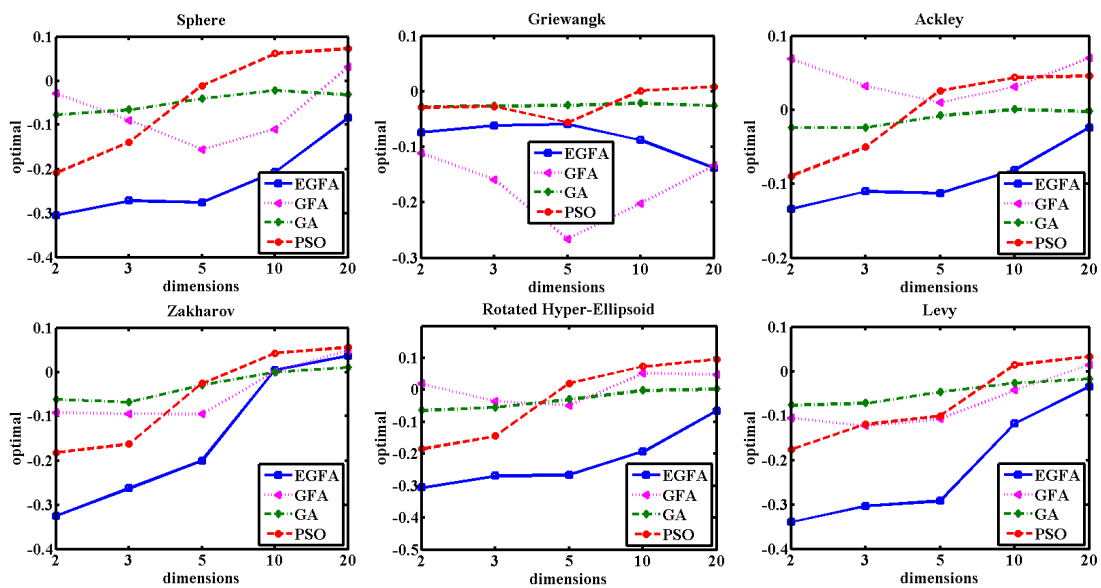 Sphere
optimal
0.1
0
-0.1
-0.2
-0.3
-0.4
2 3 5 10 20
dimensions
EGFA
GFA
GA
PSO
Griewangk
optimal
0.1
0
-0.1
-0.2
-0.3
2 3 5 10 20
dimensions
EGFA
GFA
GA
PSO
Ackley
optimal
0.1
0
-0.1
-0.2
2 3 5 10 20
dimensions
EGFA
GFA
GA
PSO
Zakharov
optimal
0.1
0
-0.1
-0.2
-0.3
-0.4
2 3 5 10 20
dimensions
EGFA
GFA
GA
PSO
Rotated Hyper-Ellipsoid
optimal
0.1
0
-0.1
-0.2
-0.3
-0.5
2 3 5 10 20
dimensions
EGFA
GFA
GA
PSO
Levy
optimal
0.1
0
-0.1
-0.2
-0.3
-0.4
2 3 5 10 20
dimensions
EGFA
GFA
GA
PSO